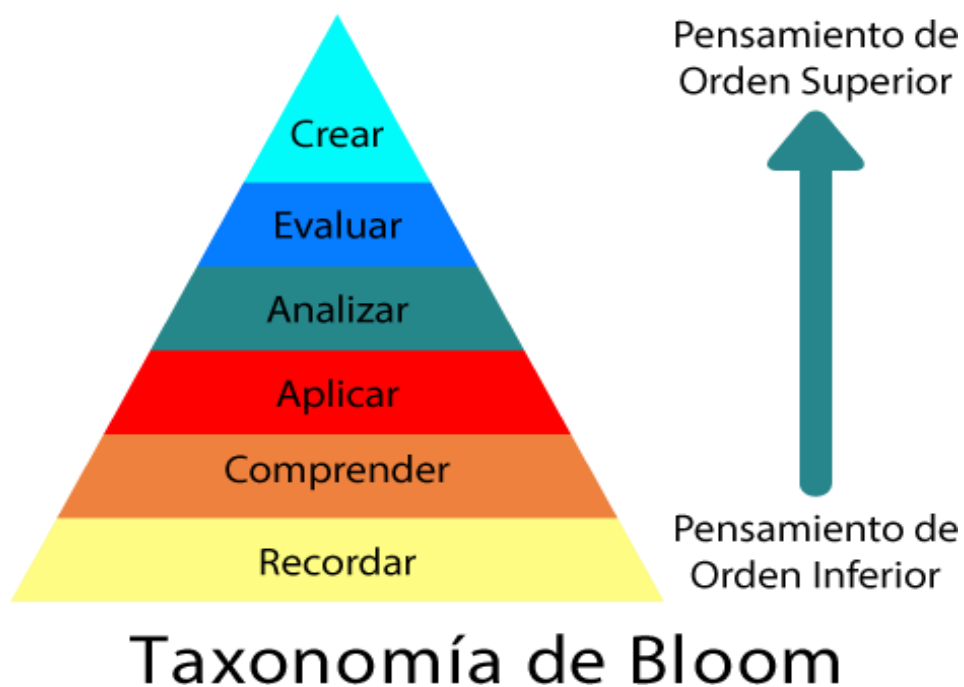 Pensamiento de
Orden Superior
Crear
Evaluar
Analizar
Aplicar
Comprender
Recordar
Pensamiento de
Orden Inferior
Taxonomía de Bloom